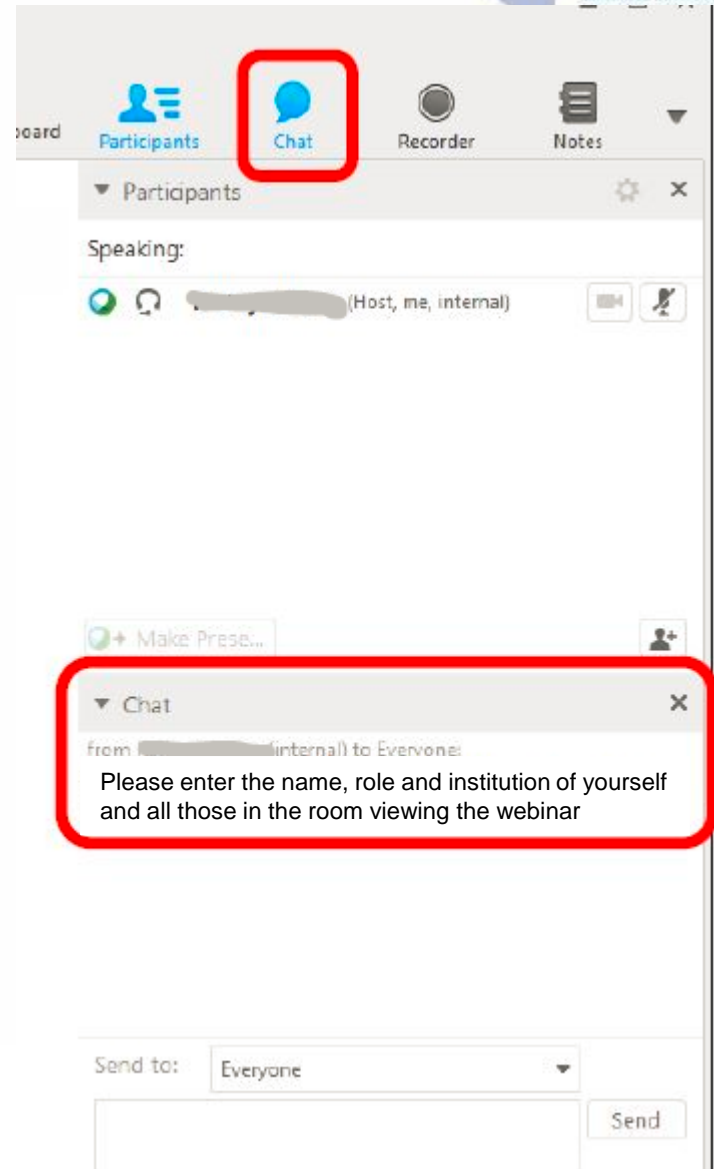 Participants
Chat
Recorder
Notes
Participants
Speaking:
(Host, me, internal)
Make Prese...
Chat
from (internal) to Everyone:
Please enter the name, role and institution of yourself
and all those in the room viewing the webinar
Send to:
Everyone
Send